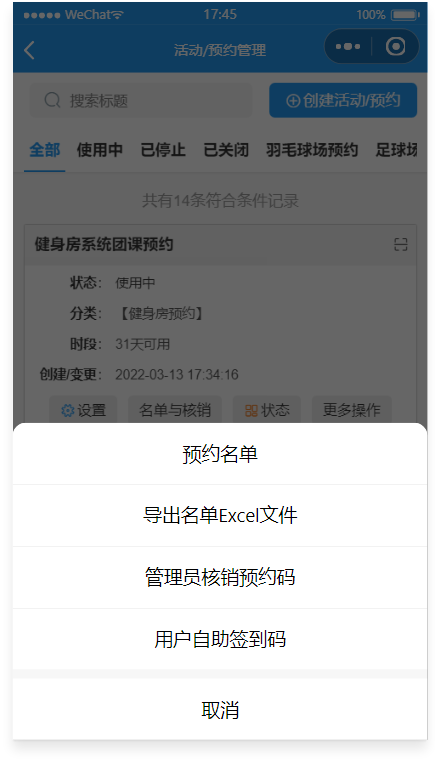 ●●●●● WeChat 17:45 100%
活动/预约管理
搜索标题
创建活动/预约
全部 使用中 已停止 已关闭 羽毛球场预约 足球场
共有14条符合条件记录
健身房系统团课预约
状态： 使用中
分类： 【健身房预约】
时段： 31天可用
创建/变更： 2022-03-13 17:34:16
设置 名单与核销 状态 更多操作
预约名单
导出名单Excel文件
管理员核销预约码
用户自助签到码
取消